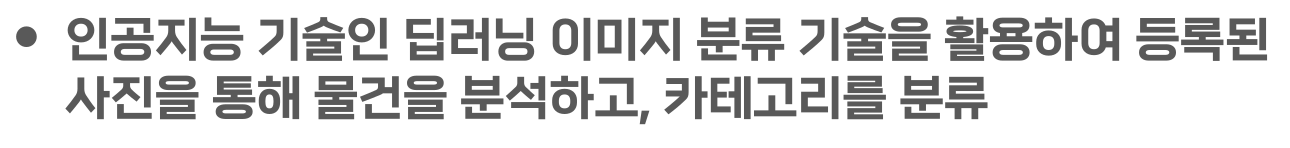 • 인공지능 기술인 딥러닝 이미지 분류 기술을 활용하여 등록된
사진을 통해 물건을 분석하고, 카테고리를 분류